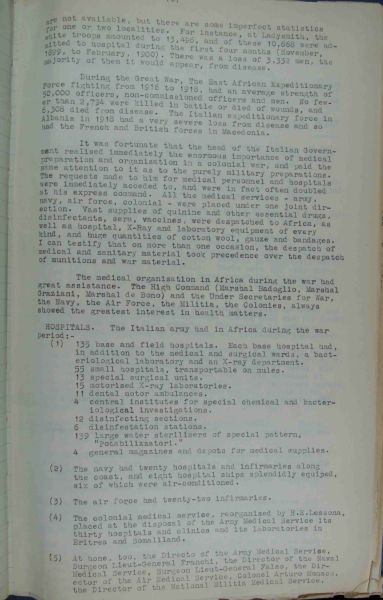 are not available, but there are some imperfect statistics
for one or two localities. For instance, at Ladysmith, the
white troops amounted to 13,496, and of these 10,668 were ad-
mitted to hospital during the first four months (November,
1899, to February, 1900). There was a loss of 3,332 men, the
majority of them it would appear, from disease.
During the Great War, The East African Expeditionary
Force fighting from 1916 to 1918, had an average strength of
50,000 officers, non-commissioned officers and men. No few-
er than 2,794 were killed in battle or died of wounds, and
6,308 died from disease. The Italian expeditionary force in
Albania in 1918 had a very severe loss from disease and so
had the French and British forces in Macedonia.
It was fortunate that the head of the Italian Govern-
ment realised immediately the enormous importance of medical
preparation and organisation in a colonial war, and paid the
same attention to it as to the purely military preparations.
The requests made to him for medical personnel and hospitals
were immediately acceded to, and were in fact often doubled
at his express command. All the medical services - army,
navy, air force, colonial - were placed under one joint dir-
ection. Vast supplies of quinine and other essential drugs,
disinfectants, sera, vaccines, were despatched to Africa, as
well as hospital, X-Ray and laboratory equipment of every
kind, and huge quantities of cotton wool, gauze and bandages.
I can testify that on more than one occasion, the despatch of
medical and sanitary material took precedence over the despatch
of munitions and war material.
The medical organisation in Africa during the war had
great assistance. The High Command (Marshal Badoglio, Marshal
Graziani, Marshal de Bono) and the Under Secretaries for War,
the Navy, the Air Force, the Militia, the Colonies, always
showed the greatest interest in health matters.
HOSPITALS. The Italian army had in Africa during the war
period:-
(1) 135 base and field hospitals. Each base hospital had,
in addition to the medical and surgical wards, a bact-
eriological laboratory and an X-ray department.
55 small hospitals, transportable on mules.
13 special surgical units.
15 motorised X-ray laboratories.
11 dental motor ambulances.
4 central institutes for special chemical and bacter-
iological investigations.
12 disinfecting sections.
6 disinfestation stations.
139 large water sterilisers of special pattern,
"Potabilizzatori."
4 general magazines and depots for medical supplies.
(2) The navy had twenty hospitals and infirmaries along
the coast, and eight hospital ships splendidly equiped,
six of which were air-conditioned.
(3) The air force had twenty-two infirmaries.
(4) The colonial medical service, reorganised by H.E.Lessona,
placed at the disposal of the Army Medical Service its
thirty hospitals and clinics and its laboratories in
Eritrea and Somaliland.
(5) At home, too, the Directo of the Army Medical Service,
Surgeon Lieut-General Franchi, the Director of the Naval
Medical Service, Surgeon Lieut-General Falso, the Dir-
ector of the Air Medical Service, Colonel Arturo Monaco,
the Director of the National Militia Medical Service,